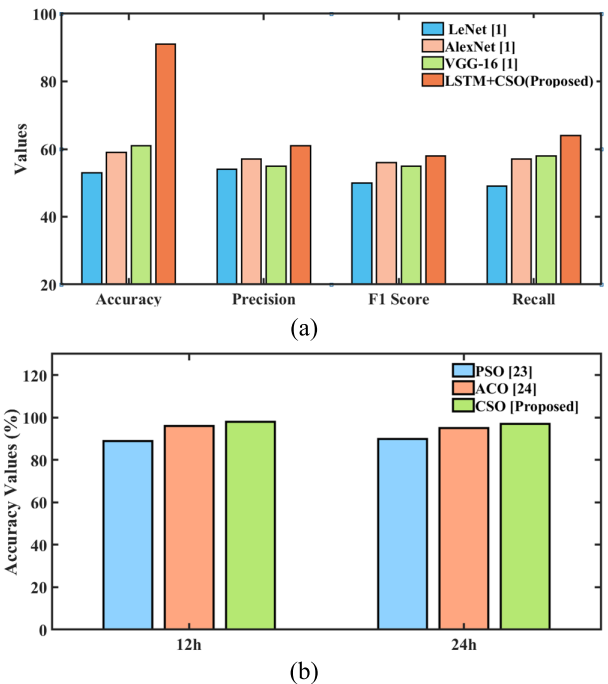 100
80
60
40
20
Values
LeNet [1]
AlexNet [1]
VGG-16 [1]
LSTM+CSO(Proposed)
Accuracy Precision F1 Score Recall
(a)
120
100
80
60
40
20
0
Accuracy Values (%)
PSO [23]
ACO [24]
CSO [Proposed]
12h 24h
(b)